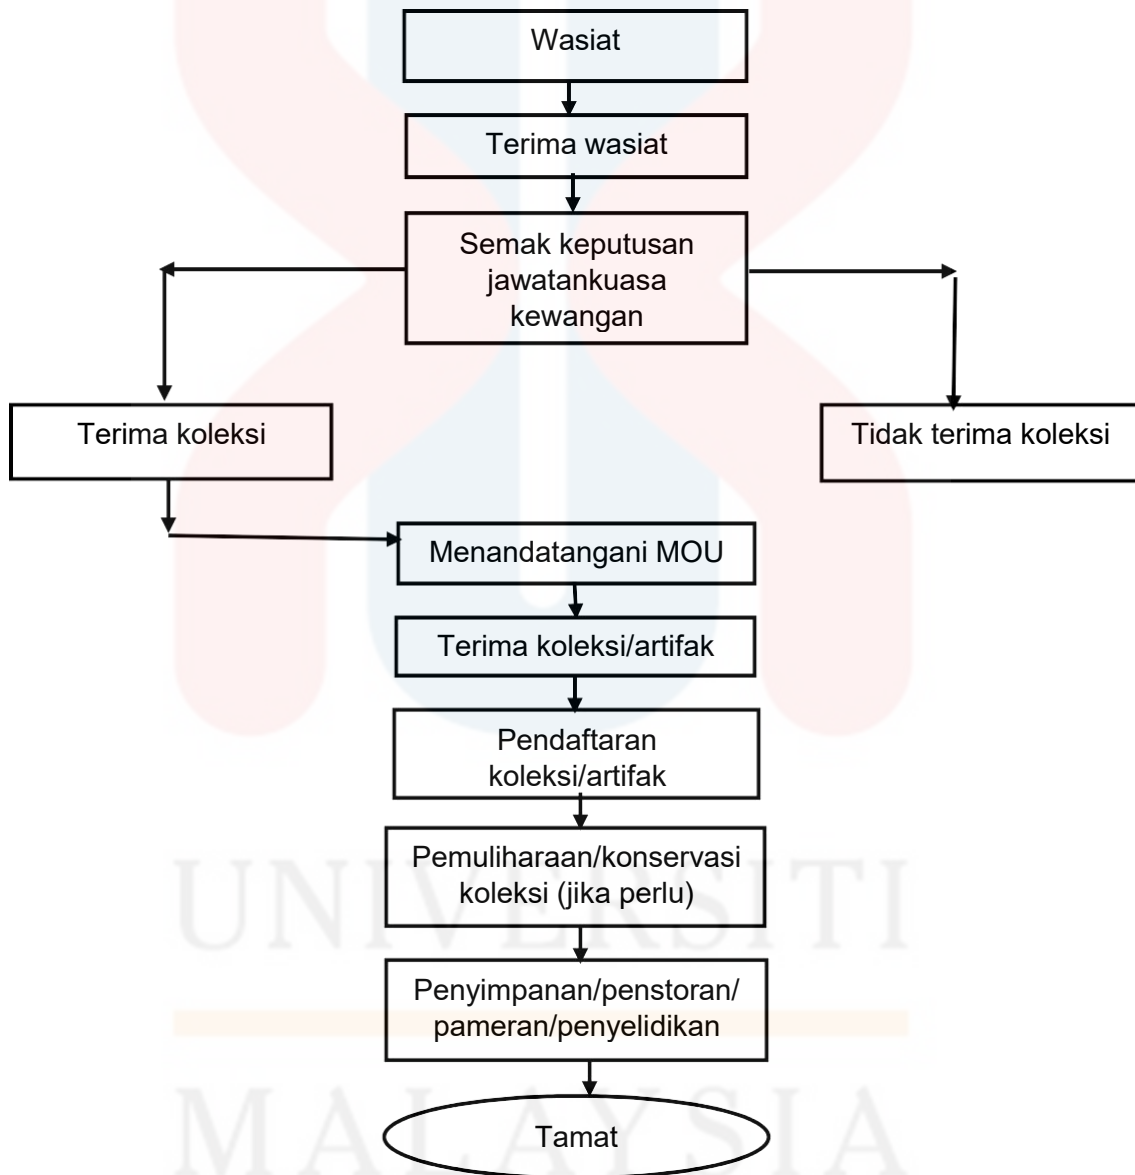 Wasiat
Terima wasiat
Semak keputusan
jawatankuasa
kewangan
Terima koleksi
Tidak terima koleksi
Menandatangani MOU
Terima koleksi/artifak
Pendaftaran
koleksi/artifak
Pemuliharaan/konservasi
koleksi (jika perlu)
UNIVERSITI
Penyimpanan/penstoran/
pameran/penyelidikan
MALAYSIA
Tamat